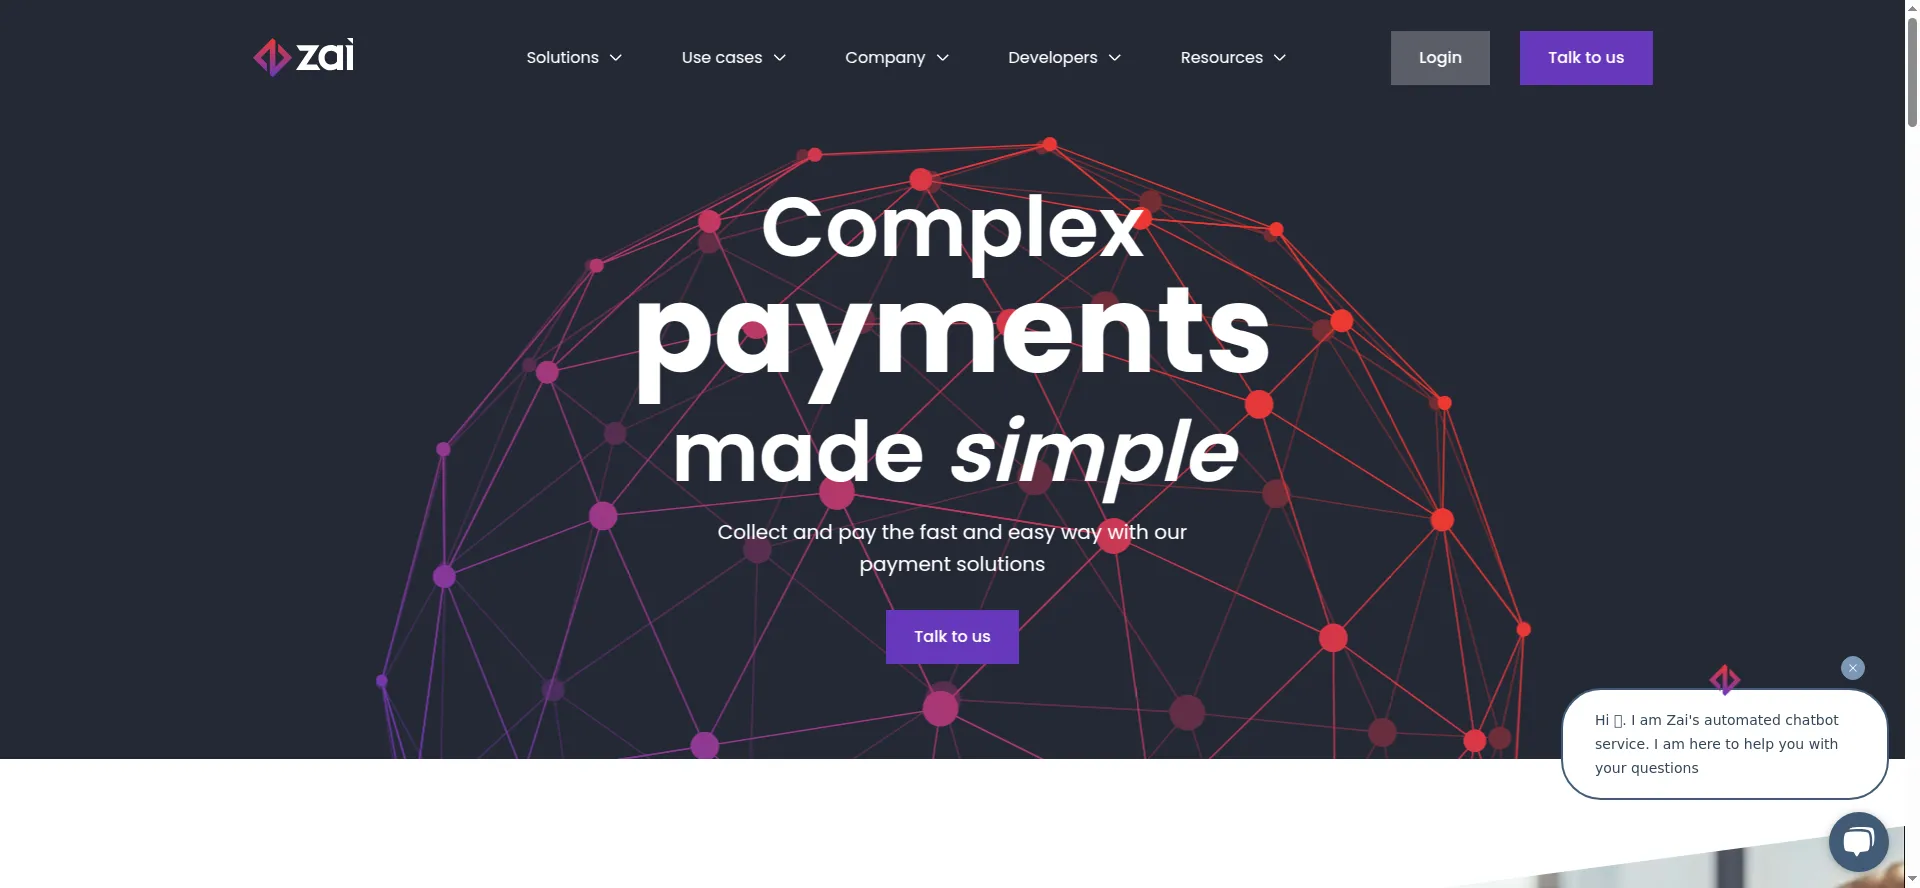 zai
Solutions
Use cases
Company
Developers
Resources
Login
Talk to us
Complex
payments
made simple
Collect and pay the fast and easy way with our
payment solutions
Talk to us
Hi . I am Zai's automated chatbot
service. I am here to help you with
your questions